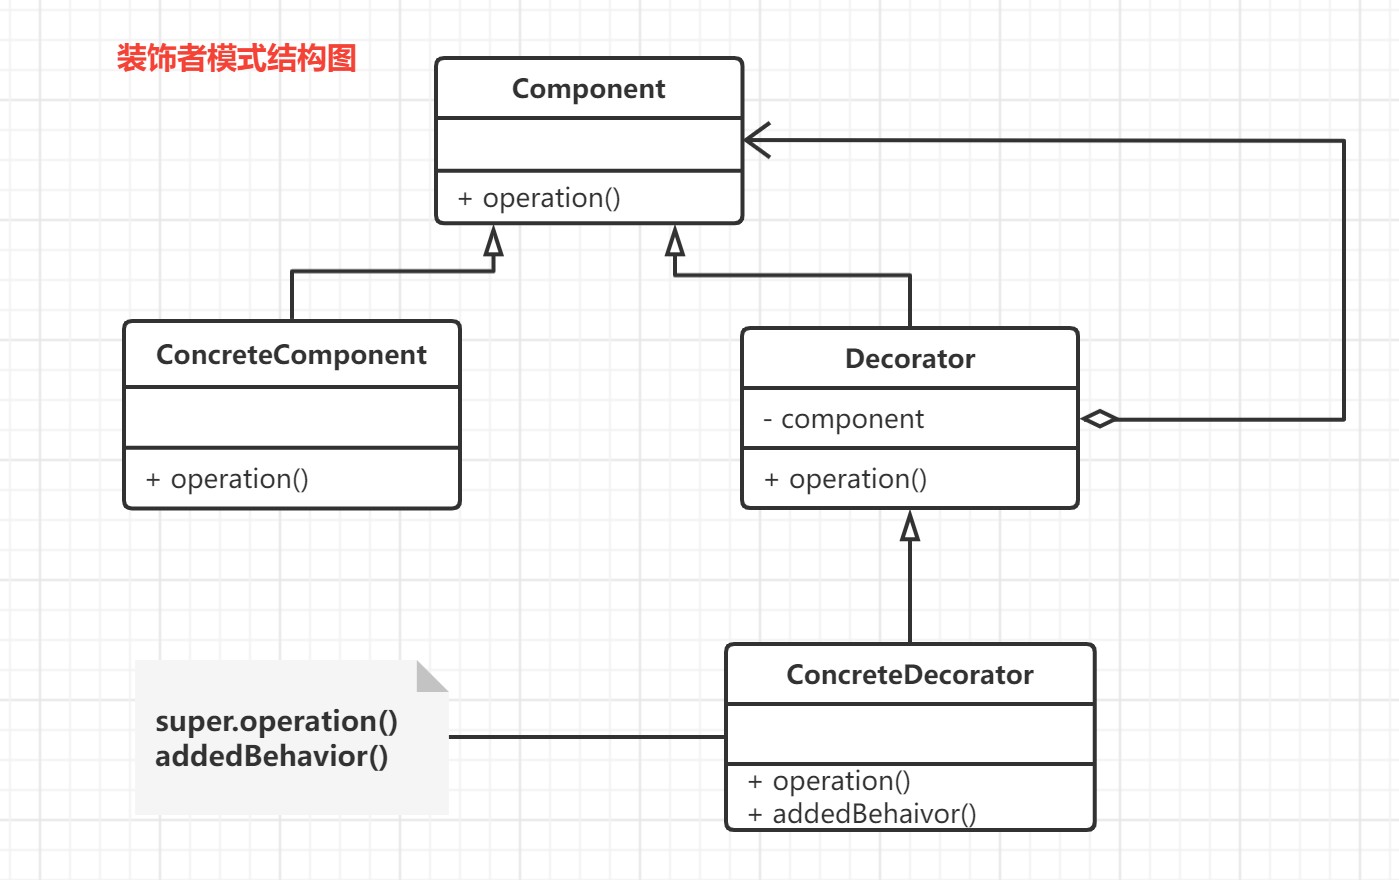 装饰者模式结构图
Component
+ operation()
ConcreteComponent
+ operation()
Decorator
- component
+ operation()
super.operation()
addedBehavior()
ConcreteDecorator
+ operation()
+ addedBehaivor()